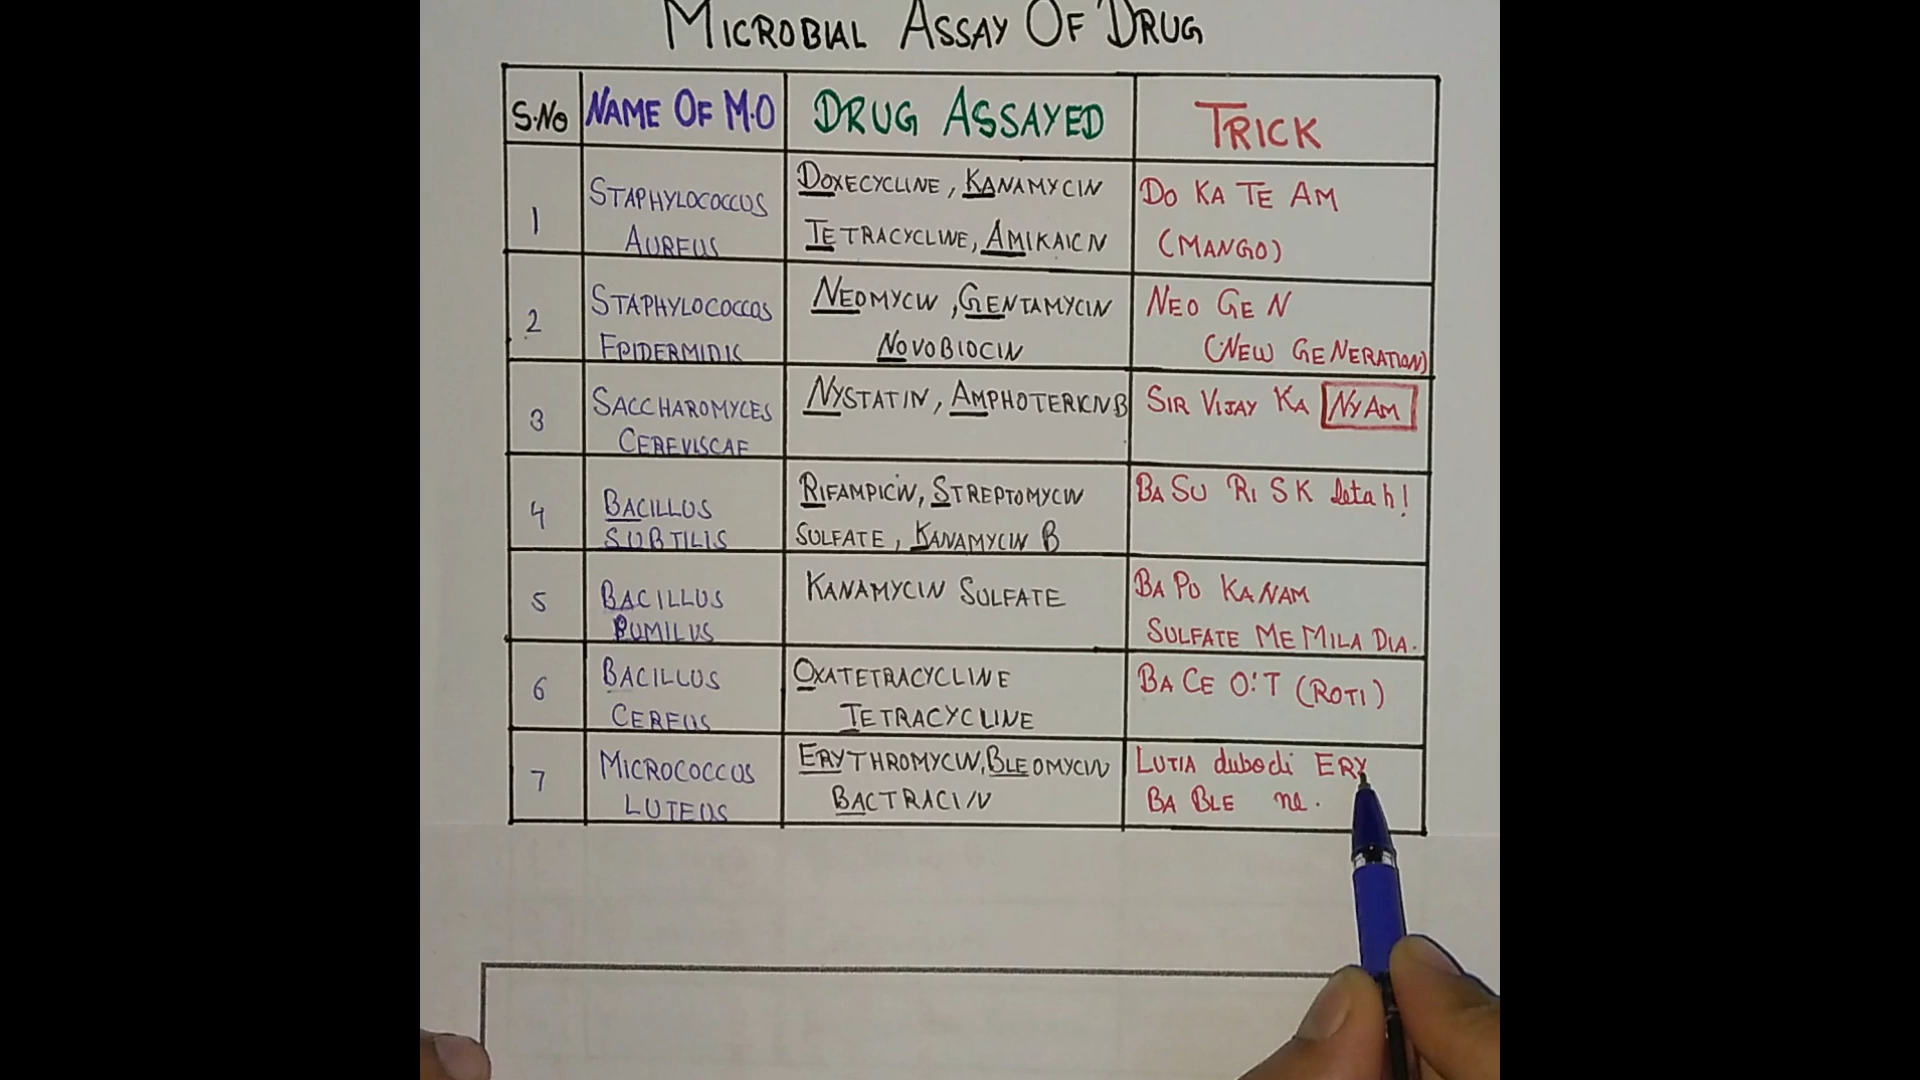 MICROBIAL ASSAY OF DRUG
S.NO NAME OF M.O DRUG ASSAYED TRICK
1
STAPHYLOCOCCUS
AUREUS
DOXECYCLINE, KANAMYCIN
TETRACYCLINE, AMIKAICN
DO KA TE AM
(MANGO)
2
STAPHYLOCOCCOS
EPIDERMIDIS
NEOMYCIN, GENTAMYCIN
NOVOBIOCIN
NEO GE N
(NEW GENERATION)
3
SACCHAROMYCES
CEREVISCAE
NYSTATIN, AMPHOTERICIN B
SIR VIJAY KA NYAM
4
BACILLUS
SUBTILIS
RIFAMPICIN, STREPTOMYCIN
SULFATE, KANAMYCIN B
BA SU RI S K letah!
5
BACILLUS
PUMILUS
KANAMYCIN SULFATE
BA PU KANAM
SULFATE ME MILA DIA.
6
BACILLUS
CEREUS
OXATETRACYCLINE
TETRACYCLINE
BA CE O:T (ROTI)
7
MICROCOCCUS
LUTEUS
ERYTHROMYCIN, BLEOMYCIN
BACTRACIN
LUTIA dubodi ERY
BA BLE ne.